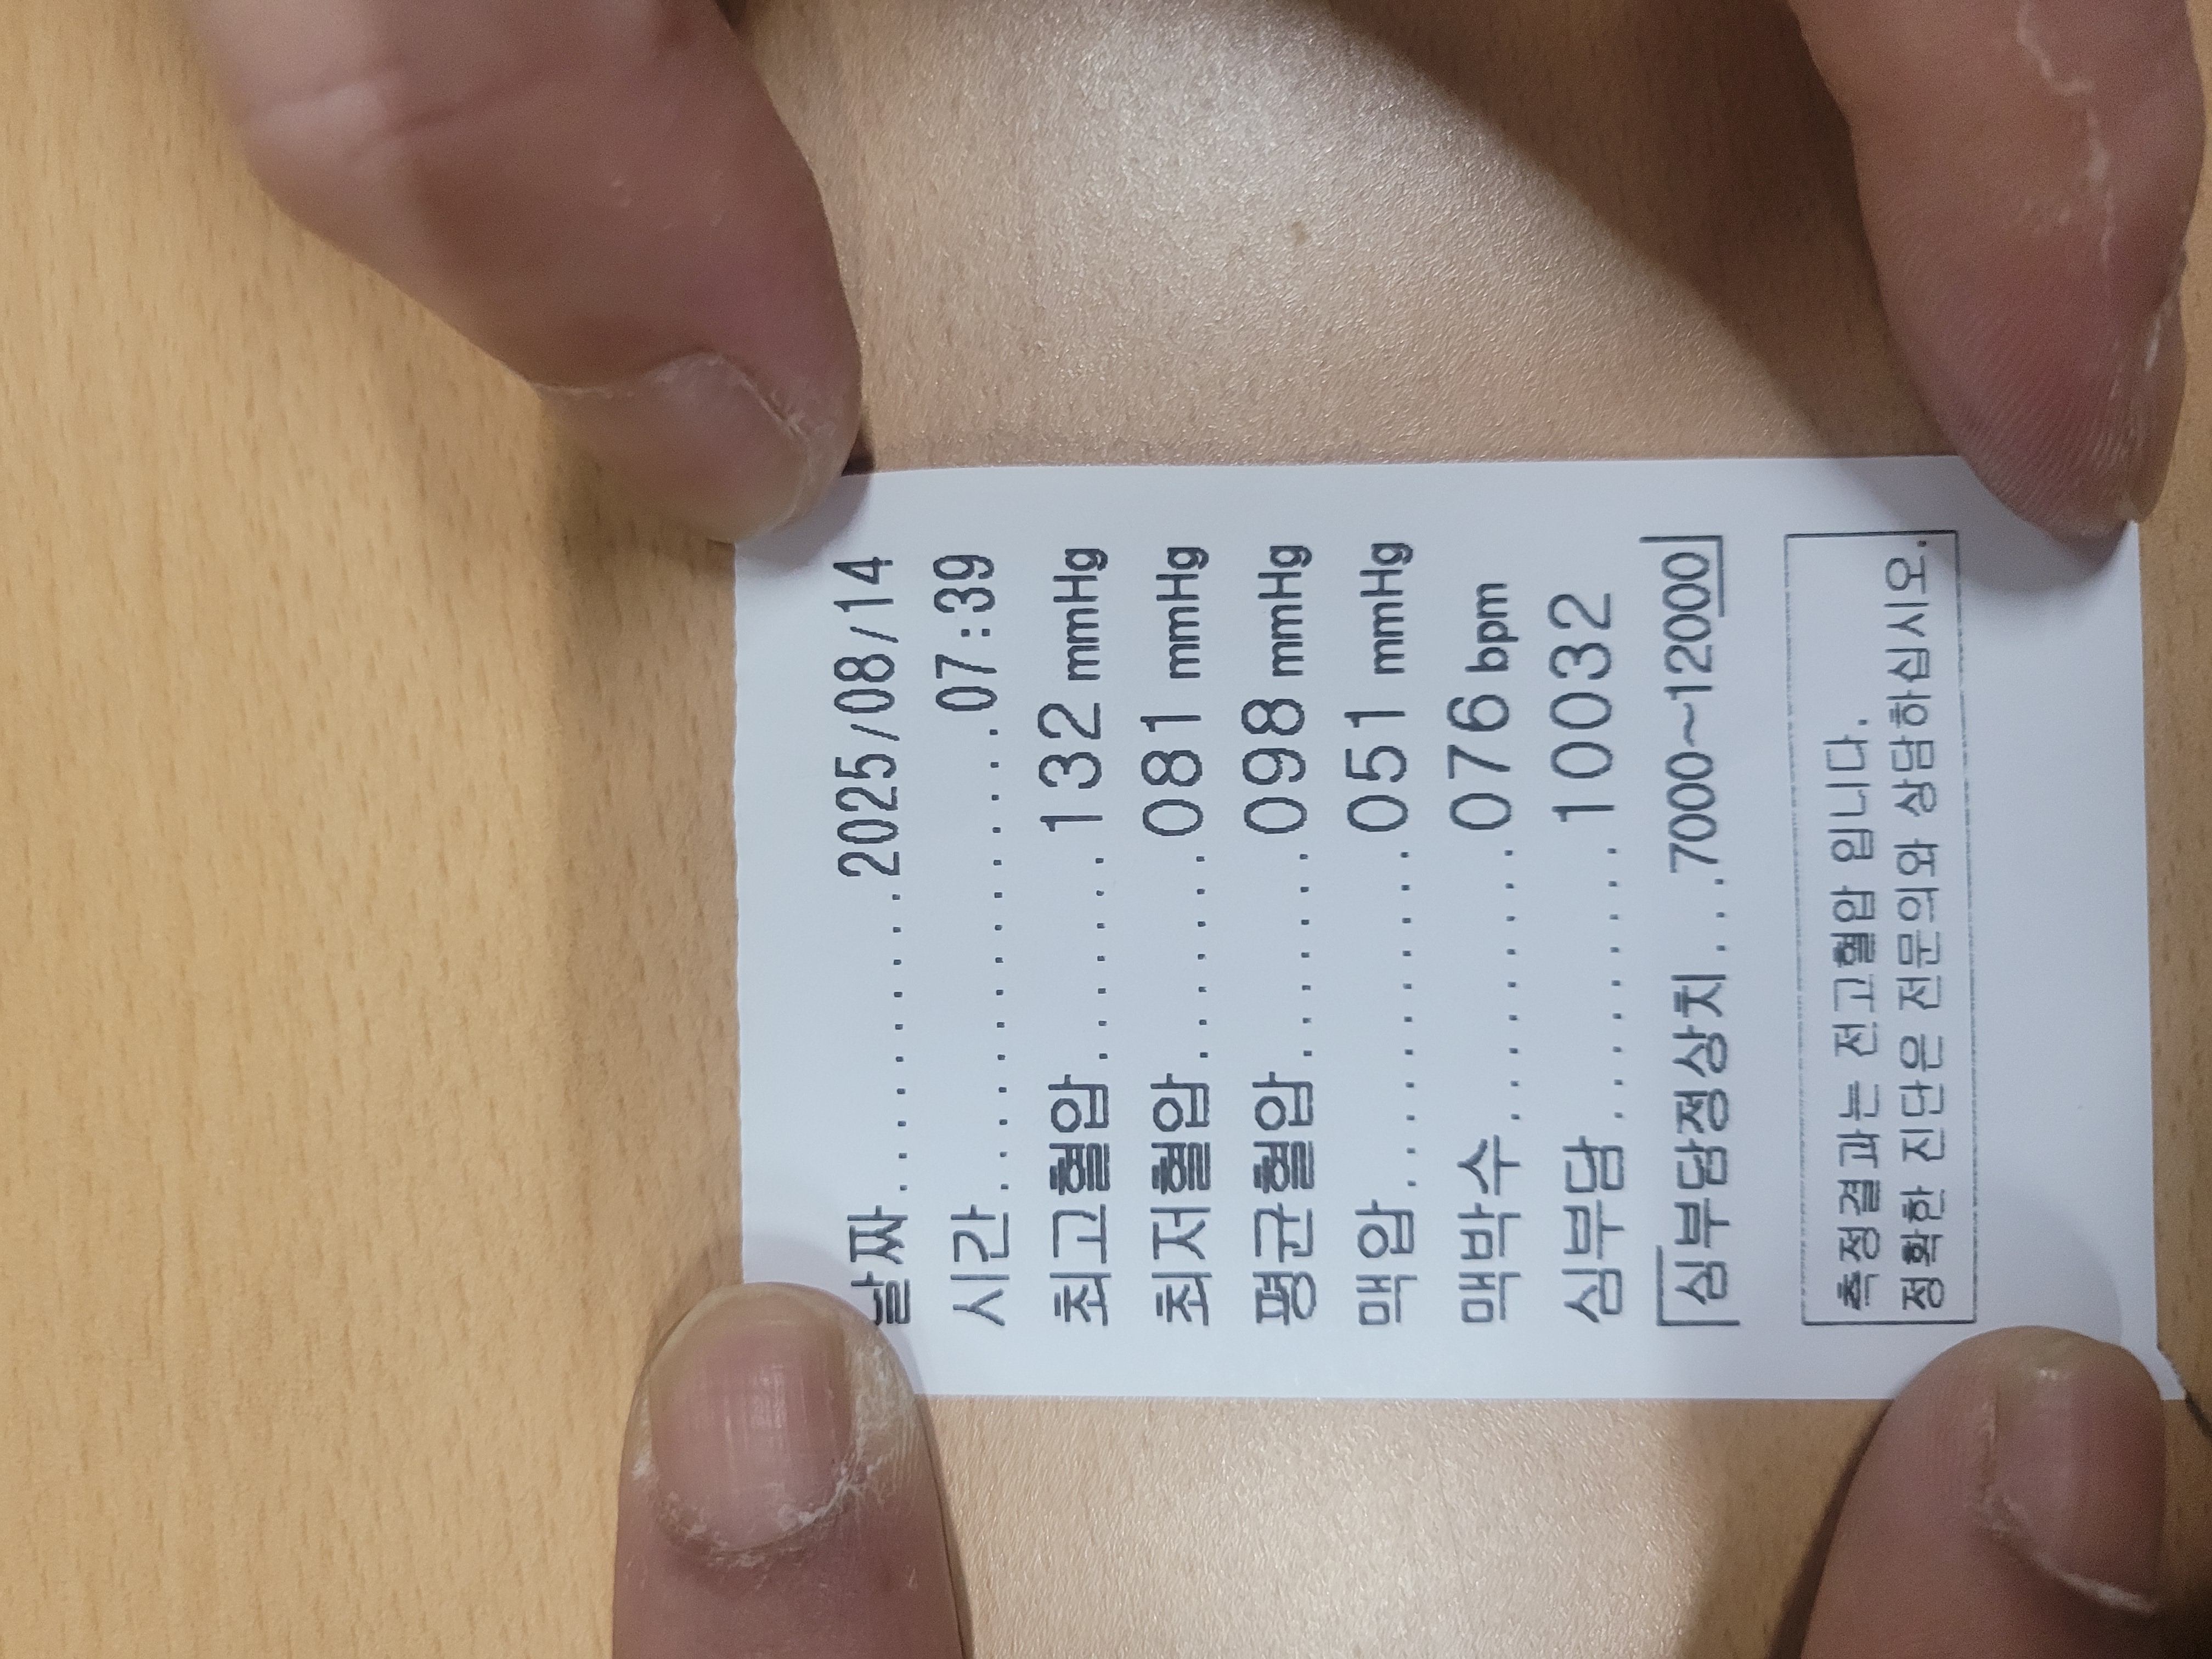 날짜..........2025/08/14
시간...............07:39
최고혈압.......132 mmHg
최저혈압.......081 mmHg
평균혈압.......098 mmHg
맥압...........051 mmHg
맥박수.........076 bpm
심부담.........10032
심부담정상치...7000~12000
측정결과는 전고혈압 입니다.
정확한 진단은 전문의와 상담하십시오.